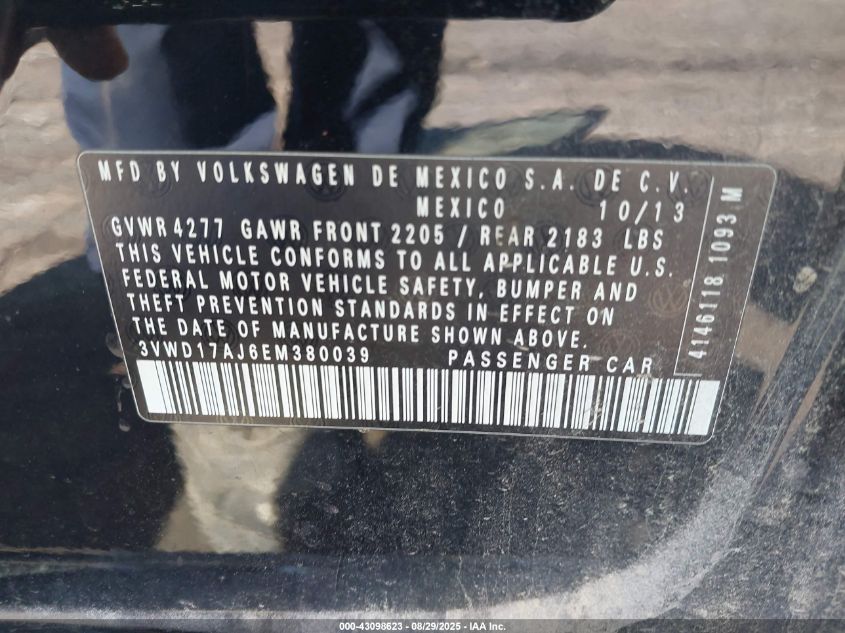 MFD BY VOLKSWAGEN DE MEXICO S.A. DE C.V.
MEXICO 10/13
GVWR 4277 GAWR FRONT 2205 / REAR 2183 LBS
THIS VEHICLE CONFORMS TO ALL APPLICABLE U.S.
FEDERAL MOTOR VEHICLE SAFETY, BUMPER AND
THEFT PREVENTION STANDARDS IN EFFECT ON
THE DATE OF MANUFACTURE SHOWN ABOVE.
3VWD17AJ6EM380039 PASSENGER CAR
4146118 1093 M
000-43098623 - 08/29/2025 - IAA Inc.